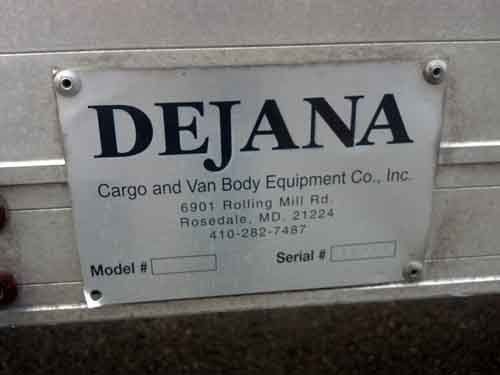 DEJANA
Cargo and Van Body Equipment Co., Inc.
6901 Rolling Mill Rd.
Rosedale, MD. 21224
410-282-7487
Model # Serial #